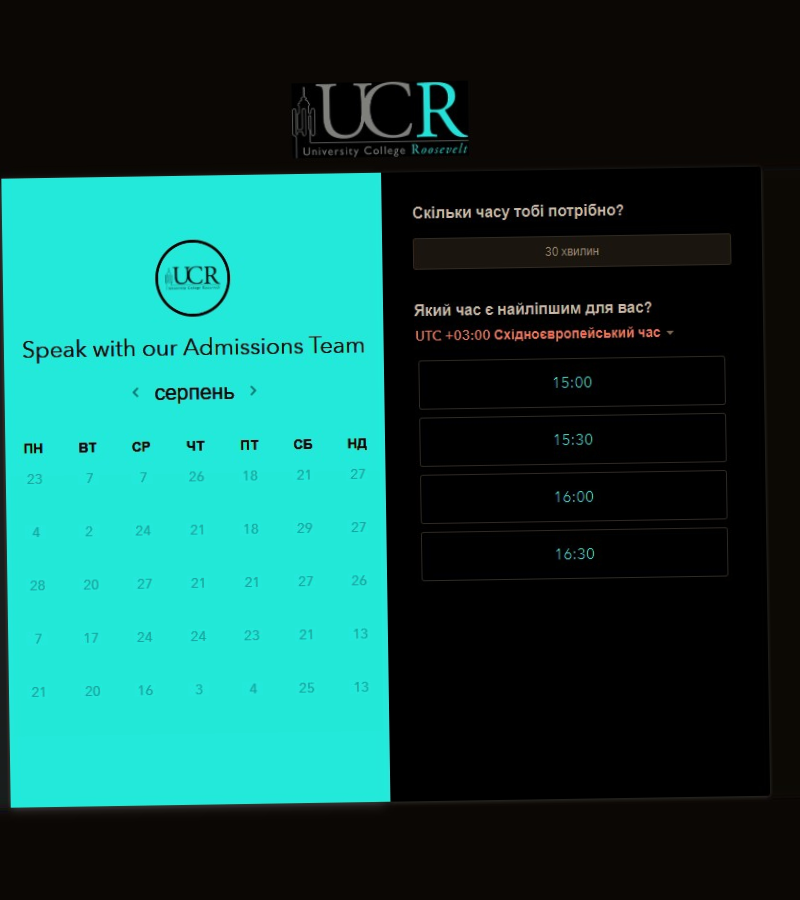 UCR
University College Roosevelt
UCR
Speak with our Admissions Team
серпень
ПН ВТ СР ЧТ ПТ СБ НД
23 7 7 26 18 21 27
4 2 24 21 18 29 27
28 20 27 21 21 27 26
7 17 24 24 23 21 13
21 20 16 3 4 25 13
Скільки часу тобі потрібно?
30 хвилин
Який час є найліпшим для вас?
UTC +03:00 Східноєвропейський час
15:00
15:30
16:00
16:30